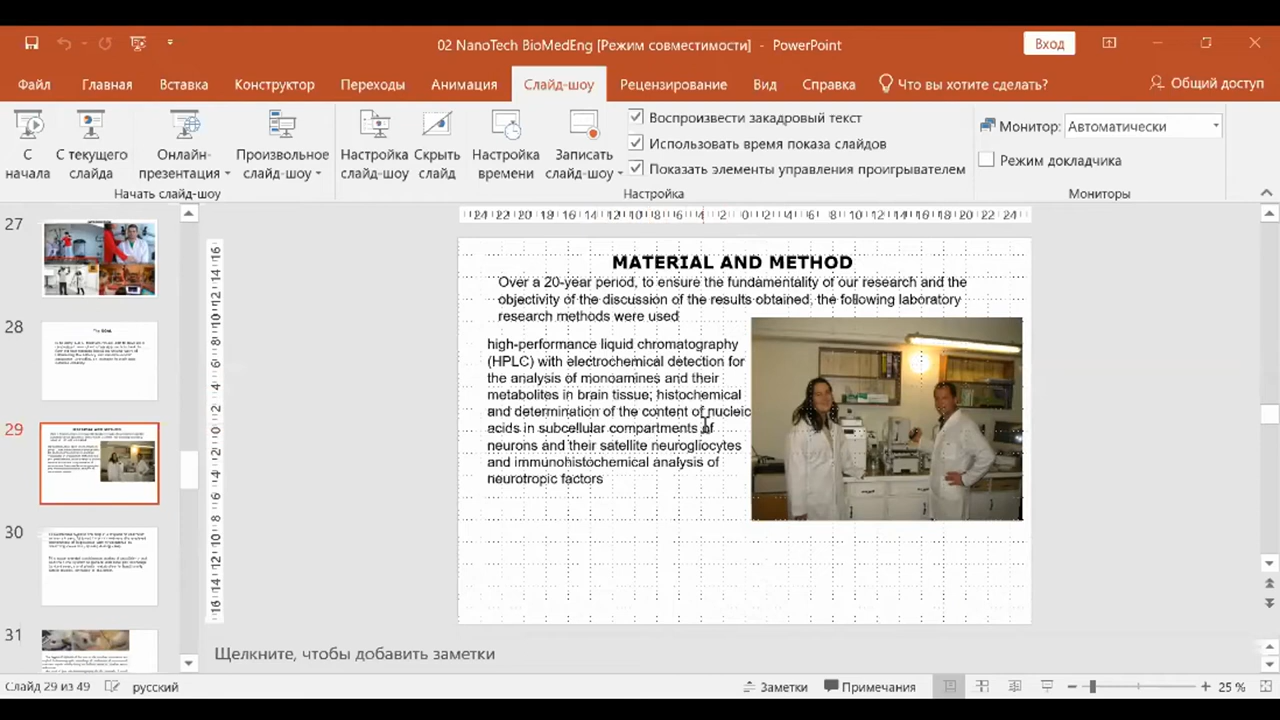 02 NanoTech BioMedEng [Режим совместимости] - PowerPoint
Вход
Файл Главная Вставка Конструктор Переходы Анимация Слайд-шоу Рецензирование Вид Справка Что вы хотите сделать? Общий доступ
С начала
С текущего слайда
Онлайн-презентация
Произвольное слайд-шоу
Начать слайд-шоу
Настройка слайд-шоу
Скрыть слайд
Настройка времени
Записать слайд-шоу
Воспроизвести закадровый текст
Использовать время показа слайдов
Показать элементы управления проигрывателем
Настройка
Монитор: Автоматически
Режим докладчика
Мониторы
27
28
29
30
31
MATERIAL AND METHOD
Over a 20-year period, to ensure the fundamentality of our research and the
objectivity of the discussion of the results obtained, the following laboratory
research methods were used
high-performance liquid chromatography
(HPLC) with electrochemical detection for
the analysis of monoamines and their
metabolites in brain tissue; histochemical
and determination of the content of nucleic
acids in subcellular compartments of
neurons and their satellite neurogliocytes
and immunohistochemical analysis of
neurotropic factors
Щелкните, чтобы добавить заметки
Слайд 29 из 49 русский Заметки Примечания 25 %